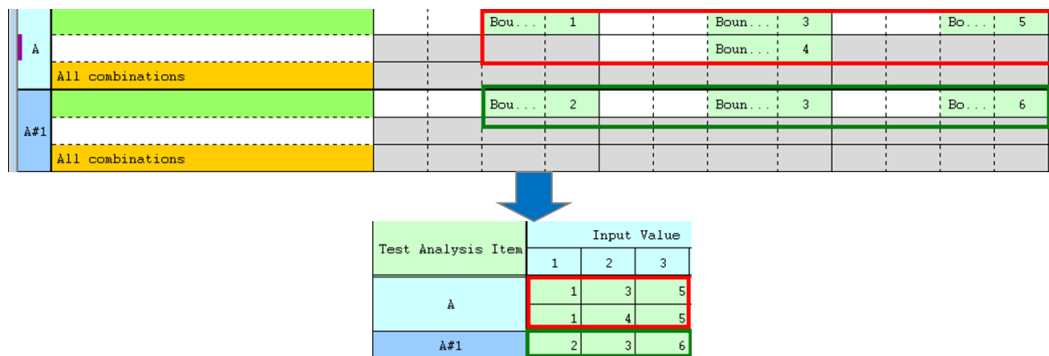 Bou... 1 Boun... 3 Bo... 5
A
Boun... 4
All combinations
Bou... 2 Boun... 3 Bo... 6
A#1
All combinations
Test Analysis Item Input Value
1 2 3
A 1 3 5
1 4 5
A#1 2 3 6